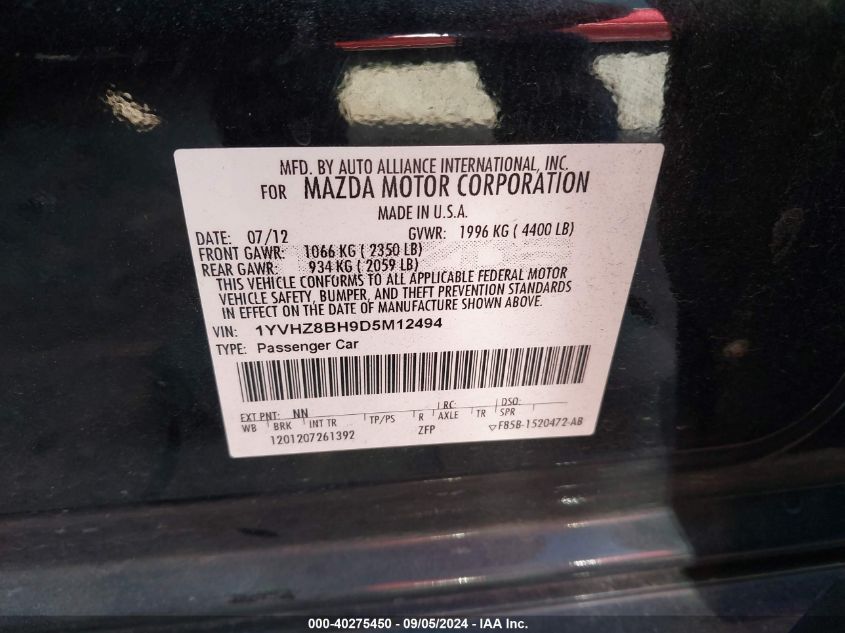 MFD. BY AUTO ALLIANCE INTERNATIONAL, INC.
FOR MAZDA MOTOR CORPORATION
MADE IN U.S.A.
DATE: 07/12 GVWR: 1996 KG ( 4400 LB)
FRONT GAWR: 1066 KG ( 2350 LB)
REAR GAWR: 934 KG ( 2059 LB)
THIS VEHICLE CONFORMS TO ALL APPLICABLE FEDERAL MOTOR
VEHICLE SAFETY, BUMPER, AND THEFT PREVENTION STANDARDS
IN EFFECT ON THE DATE OF MANUFACTURE SHOWN ABOVE.
VIN: 1YVHZ8BH9D5M12494
TYPE: Passenger Car
EXT PNT: NN RC: DSO:
WB BRK INT TR TP/PS R AXLE TR SPR
1201207261392 ZFP ▽F85B-1520472-AB
000-40275450 - 09/05/2024 - IAA Inc.